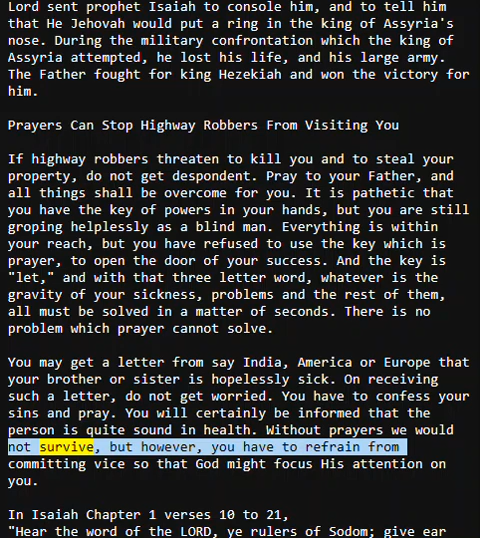 Lord sent prophet Isaiah to console him, and to tell him
that He Jehovah would put a ring in the king of Assyria's
nose. During the military confrontation which the king of
Assyria attempted, he lost his life, and his large army.
The Father fought for king Hezekiah and won the victory for
him.
Prayers Can Stop Highway Robbers From Visiting You
If highway robbers threaten to kill you and to steal your
property, do not get despondent. Pray to your Father, and
all things shall be overcome for you. It is pathetic that
you have the key of powers in your hands, but you are still
groping helplessly as a blind man. Everything is within
your reach, but you have refused to use the key which is
prayer, to open the door of your success. And the key is
"let," and with that three letter word, whatever is the
gravity of your sickness, problems and the rest of them,
all must be solved in a matter of seconds. There is no
problem which prayer cannot solve.
You may get a letter from say India, America or Europe that
your brother or sister is hopelessly sick. On receiving
such a letter, do not get worried. You have to confess your
sins and pray. You will certainly be informed that the
person is quite sound in health. Without prayers we would
not survive, but however, you have to refrain from
committing vice so that God might focus His attention on
you.
In Isaiah Chapter 1 verses 10 to 21,
"Hear the word of the LORD, ye rulers of Sodom; give ear